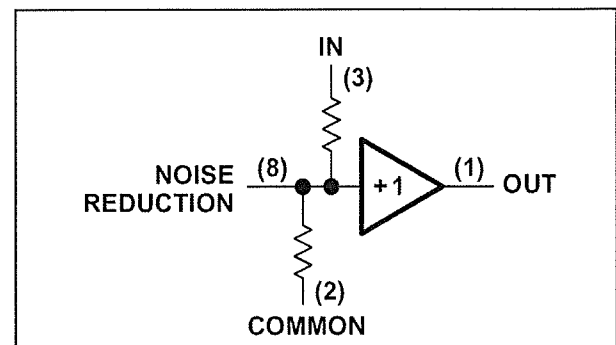 IN
(3)
NOISE
REDUCTION
(8)
+1
(1)
OUT
(2)
COMMON